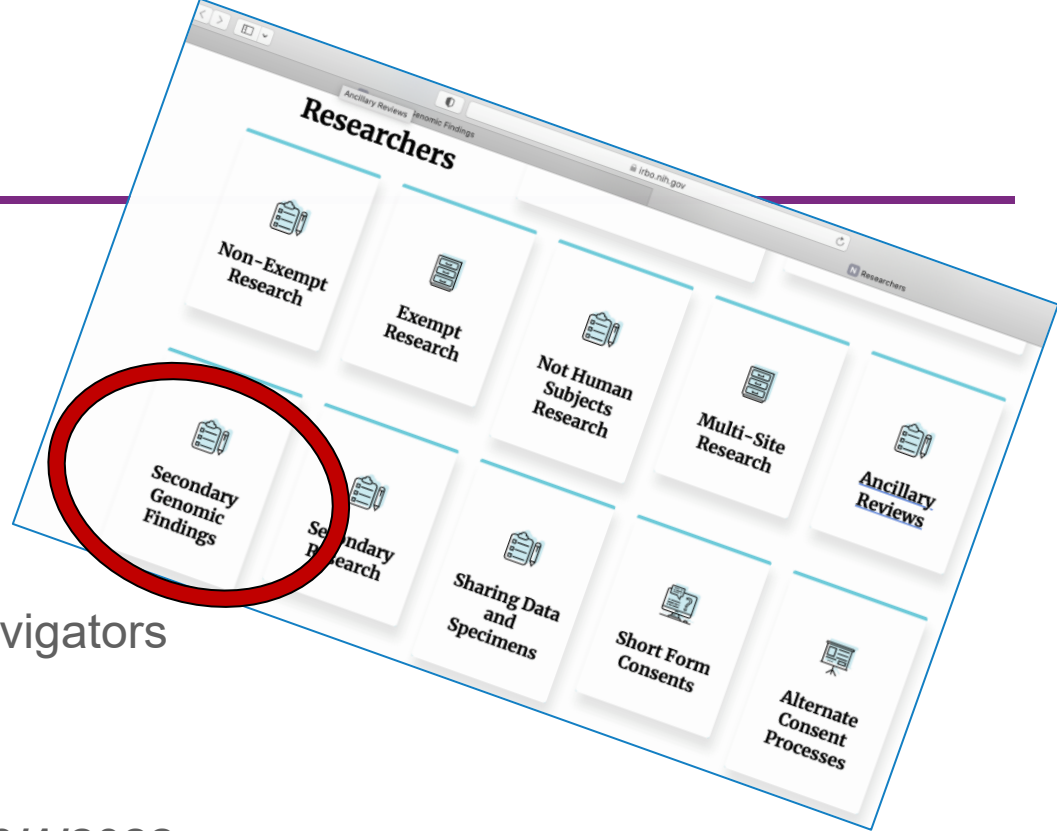 irbo.nih.gov
Ancillary Reviews
enomic Findings
Researchers
Researchers
Non-Exempt
Research
Exempt
Research
Not Human
Subjects
Research
Multi-Site
Research
Ancillary
Reviews
Secondary
Genomic
Findings
Secondary
Research
Sharing Data
and
Specimens
Short Form
Consents
Alternate
Consent
Processes
vigators